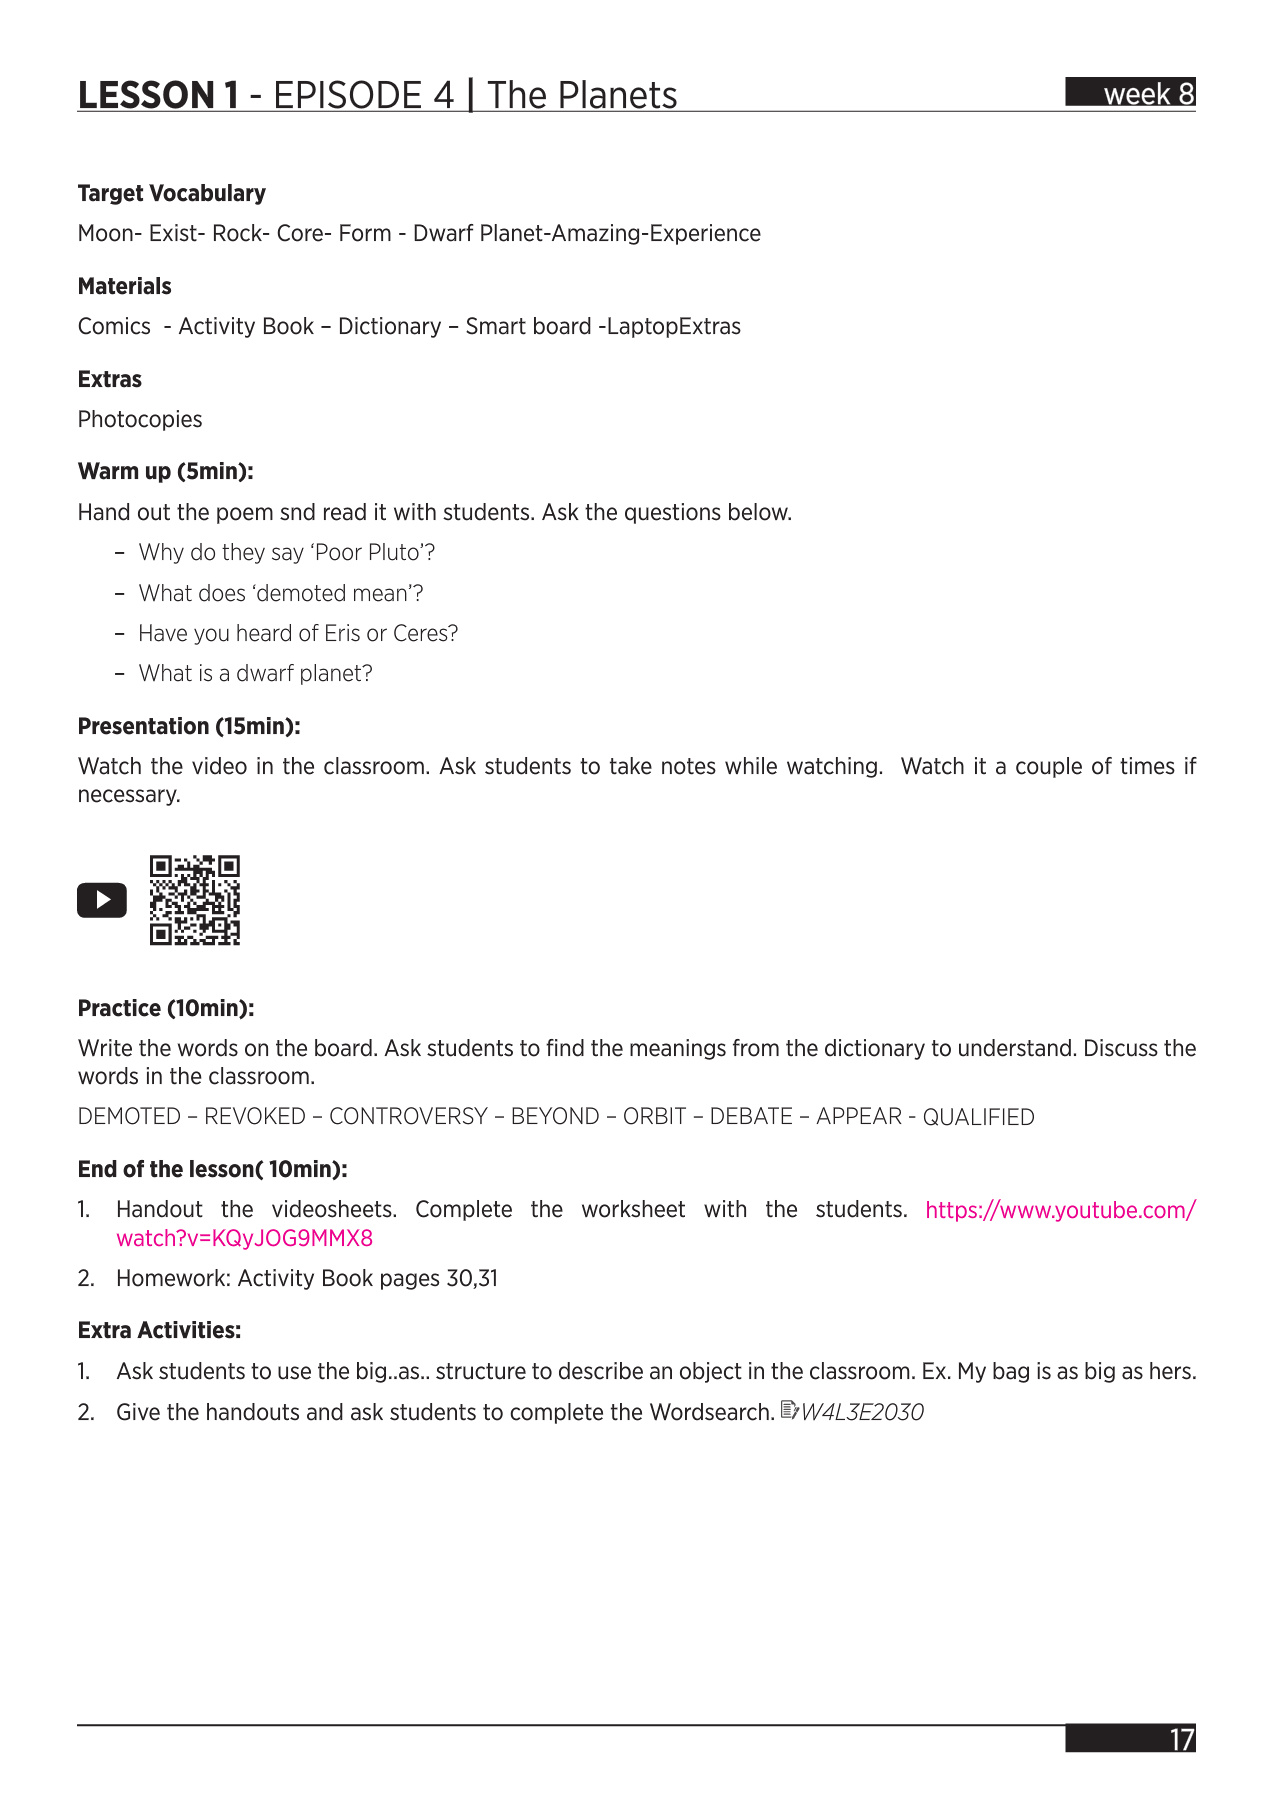 LESSON 1 - EPISODE 4 | The Planets
week 8
Target Vocabulary
Moon- Exist- Rock- Core- Form - Dwarf Planet-Amazing-Experience
Materials
Comics  - Activity Book – Dictionary – Smart board -LaptopExtras
Extras
Photocopies
Warm up (5min):
Hand out the poem snd read it with students. Ask the questions below.
– Why do they say ‘Poor Pluto’?
– What does ‘demoted mean’?
– Have you heard of Eris or Ceres?
– What is a dwarf planet?
Presentation (15min):
Watch the video in the classroom. Ask students to take notes while watching.  Watch it a couple of times if
necessary.
Practice (10min):
Write the words on the board. Ask students to find the meanings from the dictionary to understand. Discuss the
words in the classroom.
DEMOTED – REVOKED – CONTROVERSY – BEYOND – ORBIT – DEBATE – APPEAR - QUALIFIED
End of the lesson( 10min):
1. Handout the videosheets. Complete the worksheet with the students. https://www.youtube.com/
watch?v=KQyJOG9MMX8
2. Homework: Activity Book pages 30,31
Extra Activities:
1. Ask students to use the big..as.. structure to describe an object in the classroom. Ex. My bag is as big as hers.
2. Give the handouts and ask students to complete the Wordsearch. W4L3E2030
17